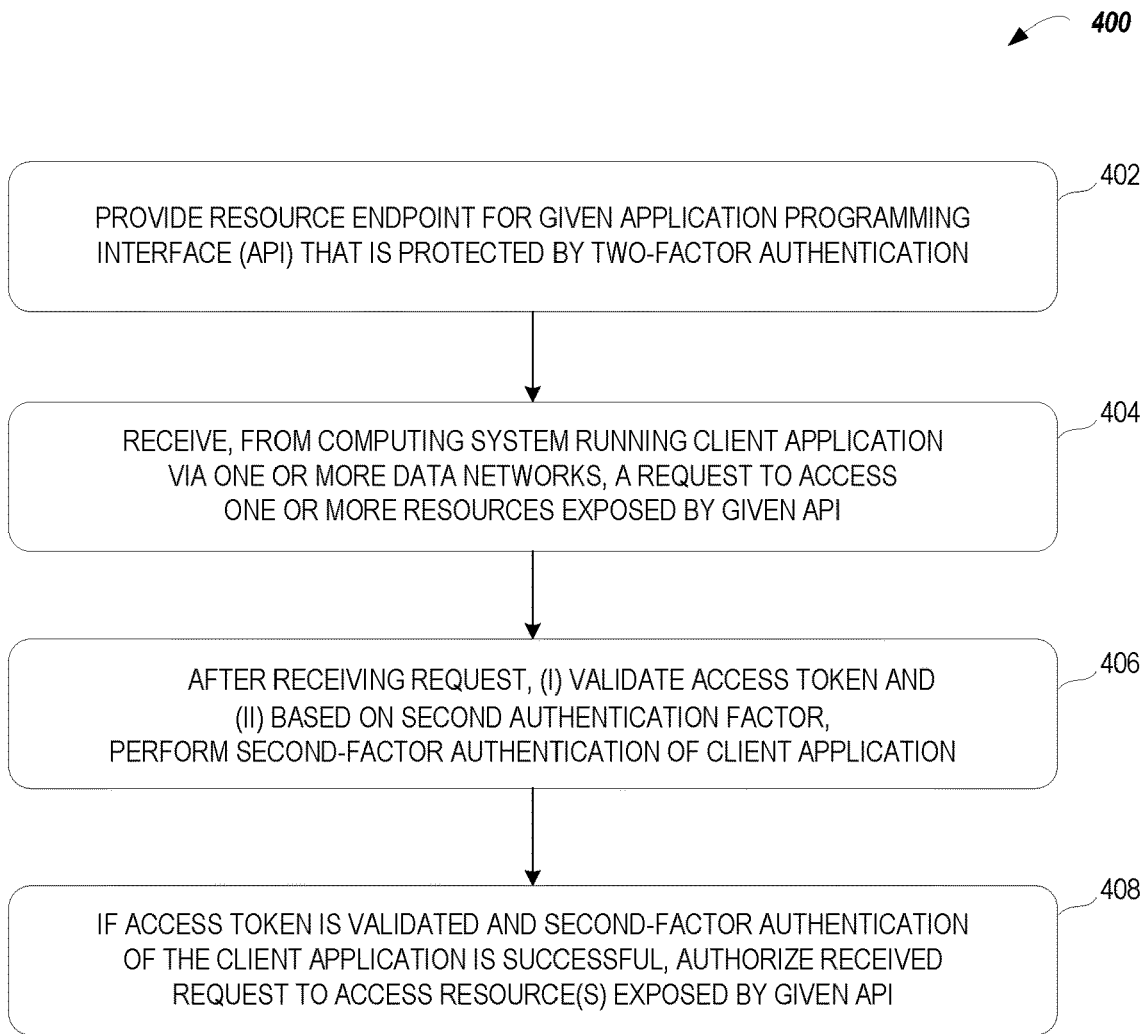 400
402
PROVIDE RESOURCE ENDPOINT FOR GIVEN APPLICATION PROGRAMMING
INTERFACE (API) THAT IS PROTECTED BY TWO-FACTOR AUTHENTICATION
404
RECEIVE, FROM COMPUTING SYSTEM RUNNING CLIENT APPLICATION
VIA ONE OR MORE DATA NETWORKS, A REQUEST TO ACCESS
ONE OR MORE RESOURCES EXPOSED BY GIVEN API
406
AFTER RECEIVING REQUEST, (I) VALIDATE ACCESS TOKEN AND
(II) BASED ON SECOND AUTHENTICATION FACTOR,
PERFORM SECOND-FACTOR AUTHENTICATION OF CLIENT APPLICATION
408
IF ACCESS TOKEN IS VALIDATED AND SECOND-FACTOR AUTHENTICATION
OF THE CLIENT APPLICATION IS SUCCESSFUL, AUTHORIZE RECEIVED
REQUEST TO ACCESS RESOURCE(S) EXPOSED BY GIVEN API